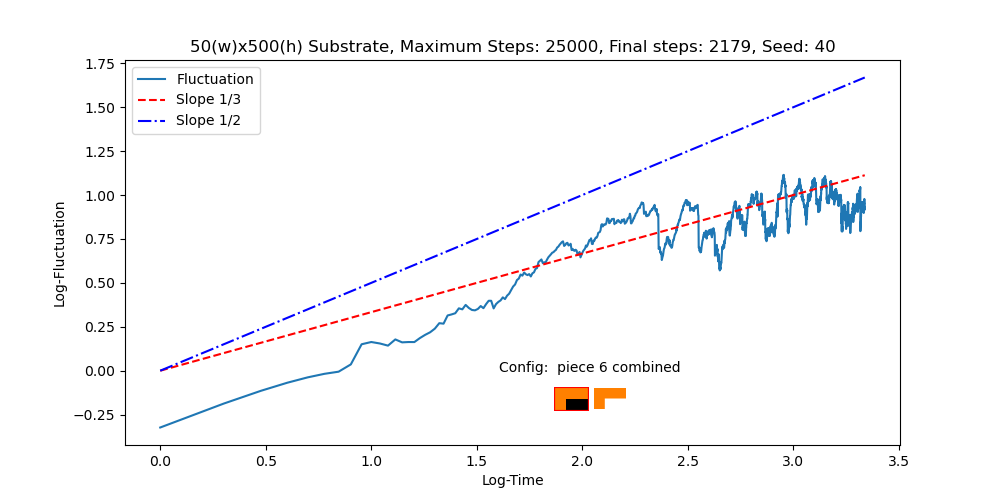 50(w)x500(h) Substrate, Maximum Steps: 25000, Final steps: 2179, Seed: 40
Fluctuation
Slope 1/3
Slope 1/2
1.75
1.50
1.25
1.00
0.75
0.50
0.25
0.00
−0.25
Log-Fluctuation
Config:  piece 6 combined
0.0 0.5 1.0 1.5 2.0 2.5 3.0 3.5
Log-Time